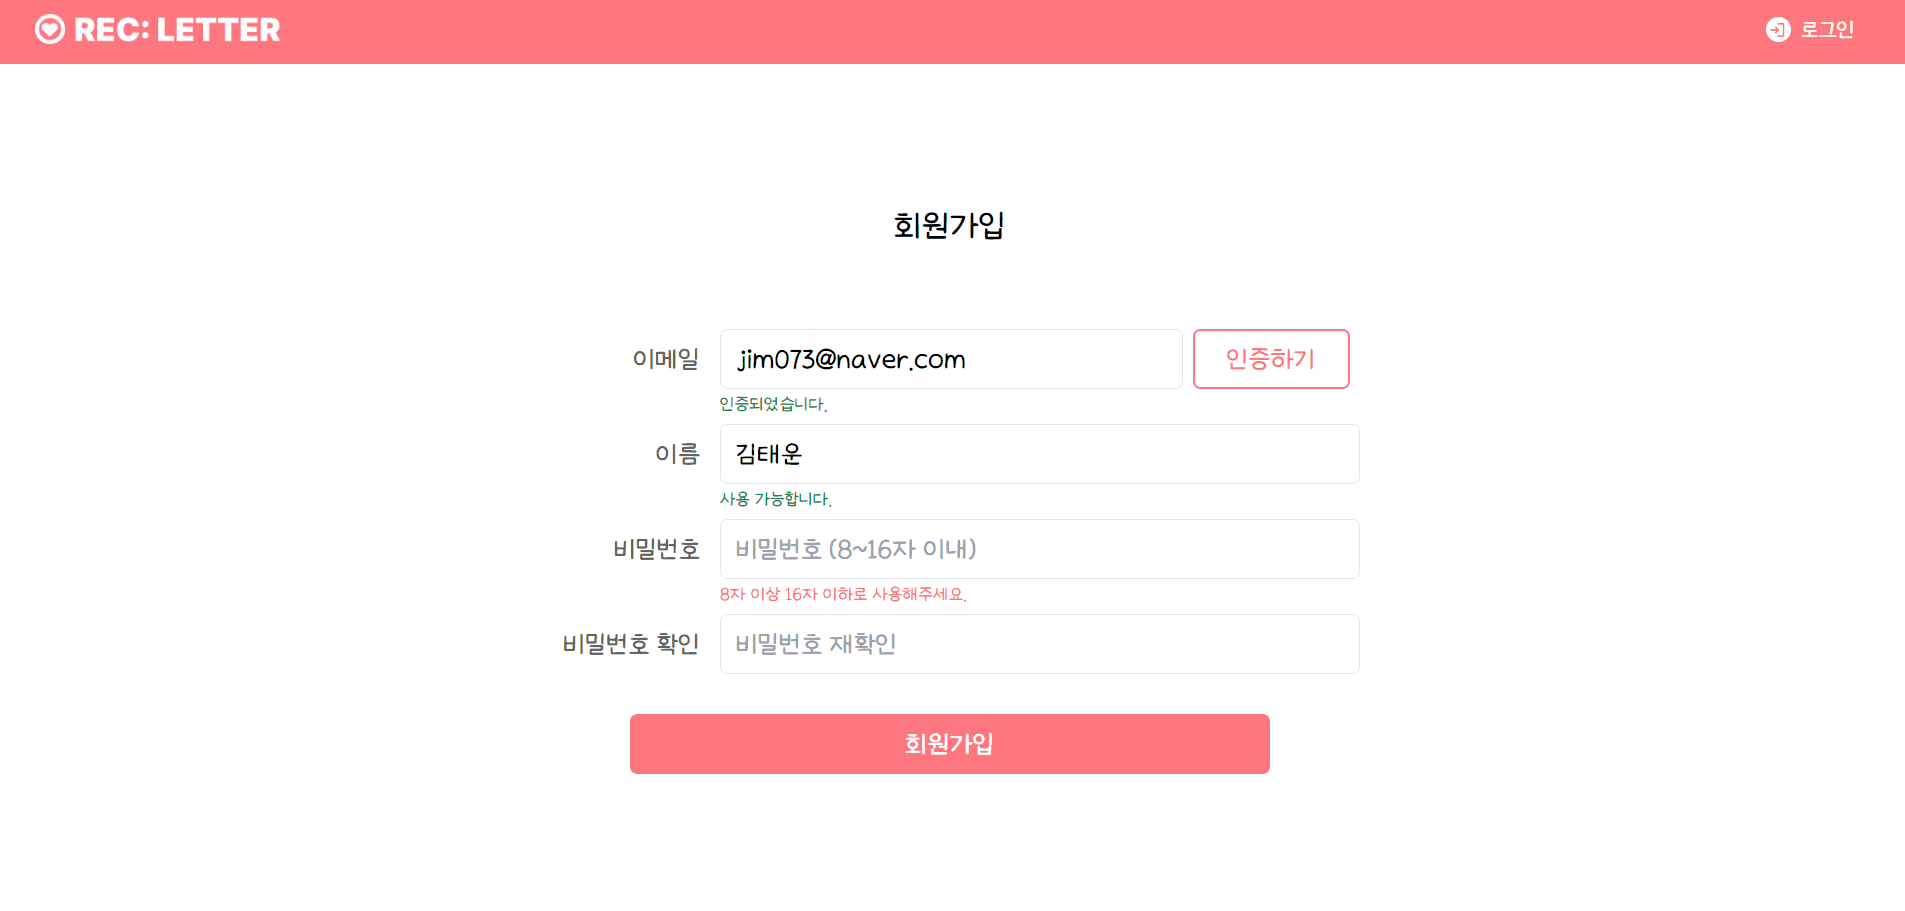 REC: LETTER
로그인
회원가입
이메일
jim073@naver.com
인증하기
인증되었습니다.
이름
김태운
사용 가능합니다.
비밀번호
비밀번호 (8~16자 이내)
8자 이상 16자 이하로 사용해주세요.
비밀번호 확인
비밀번호 재확인
회원가입